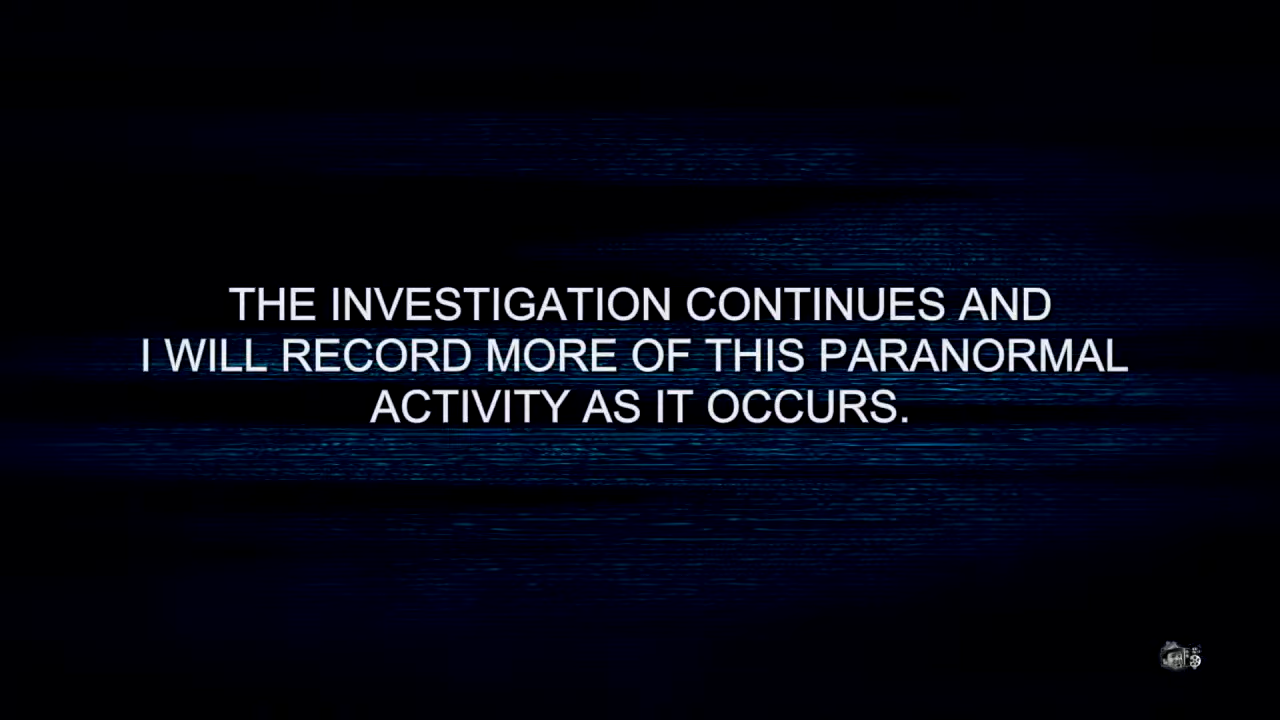 THE INVESTIGATION CONTINUES AND
I WILL RECORD MORE OF THIS PARANORMAL
ACTIVITY AS IT OCCURS.